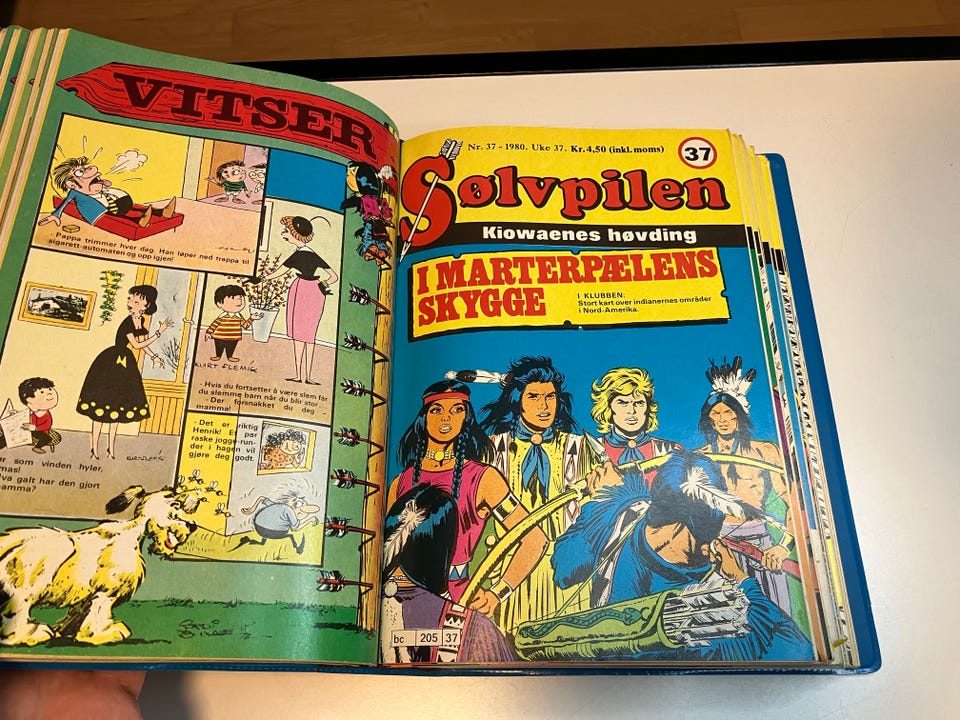 VITSER
- Pappa trimmer hver dag. Han løper ned trappa til
sigarett-automaten og opp igjen!
KURT FLEMIG
- Hvis du fortsetter å være slem får
du slemme barn når du blir stor ...
- Der forsnakket du deg
mamma!
som vinden hyler,
va galt har den gjort
amma?
- Det er riktig
Henrik! Et par
raske jogge-run-
der i hagen vil
gjøre deg godt.
Nr. 37 - 1980. Uke 37. Kr. 4,50 (inkl. moms)
37
Sølvpilen
Kiowaenes høvding
I MARTERPÆLENS
SKYGGE
I KLUBBEN:
Stort kart over indianernes områder
i Nord-Amerika.
bc 205 37